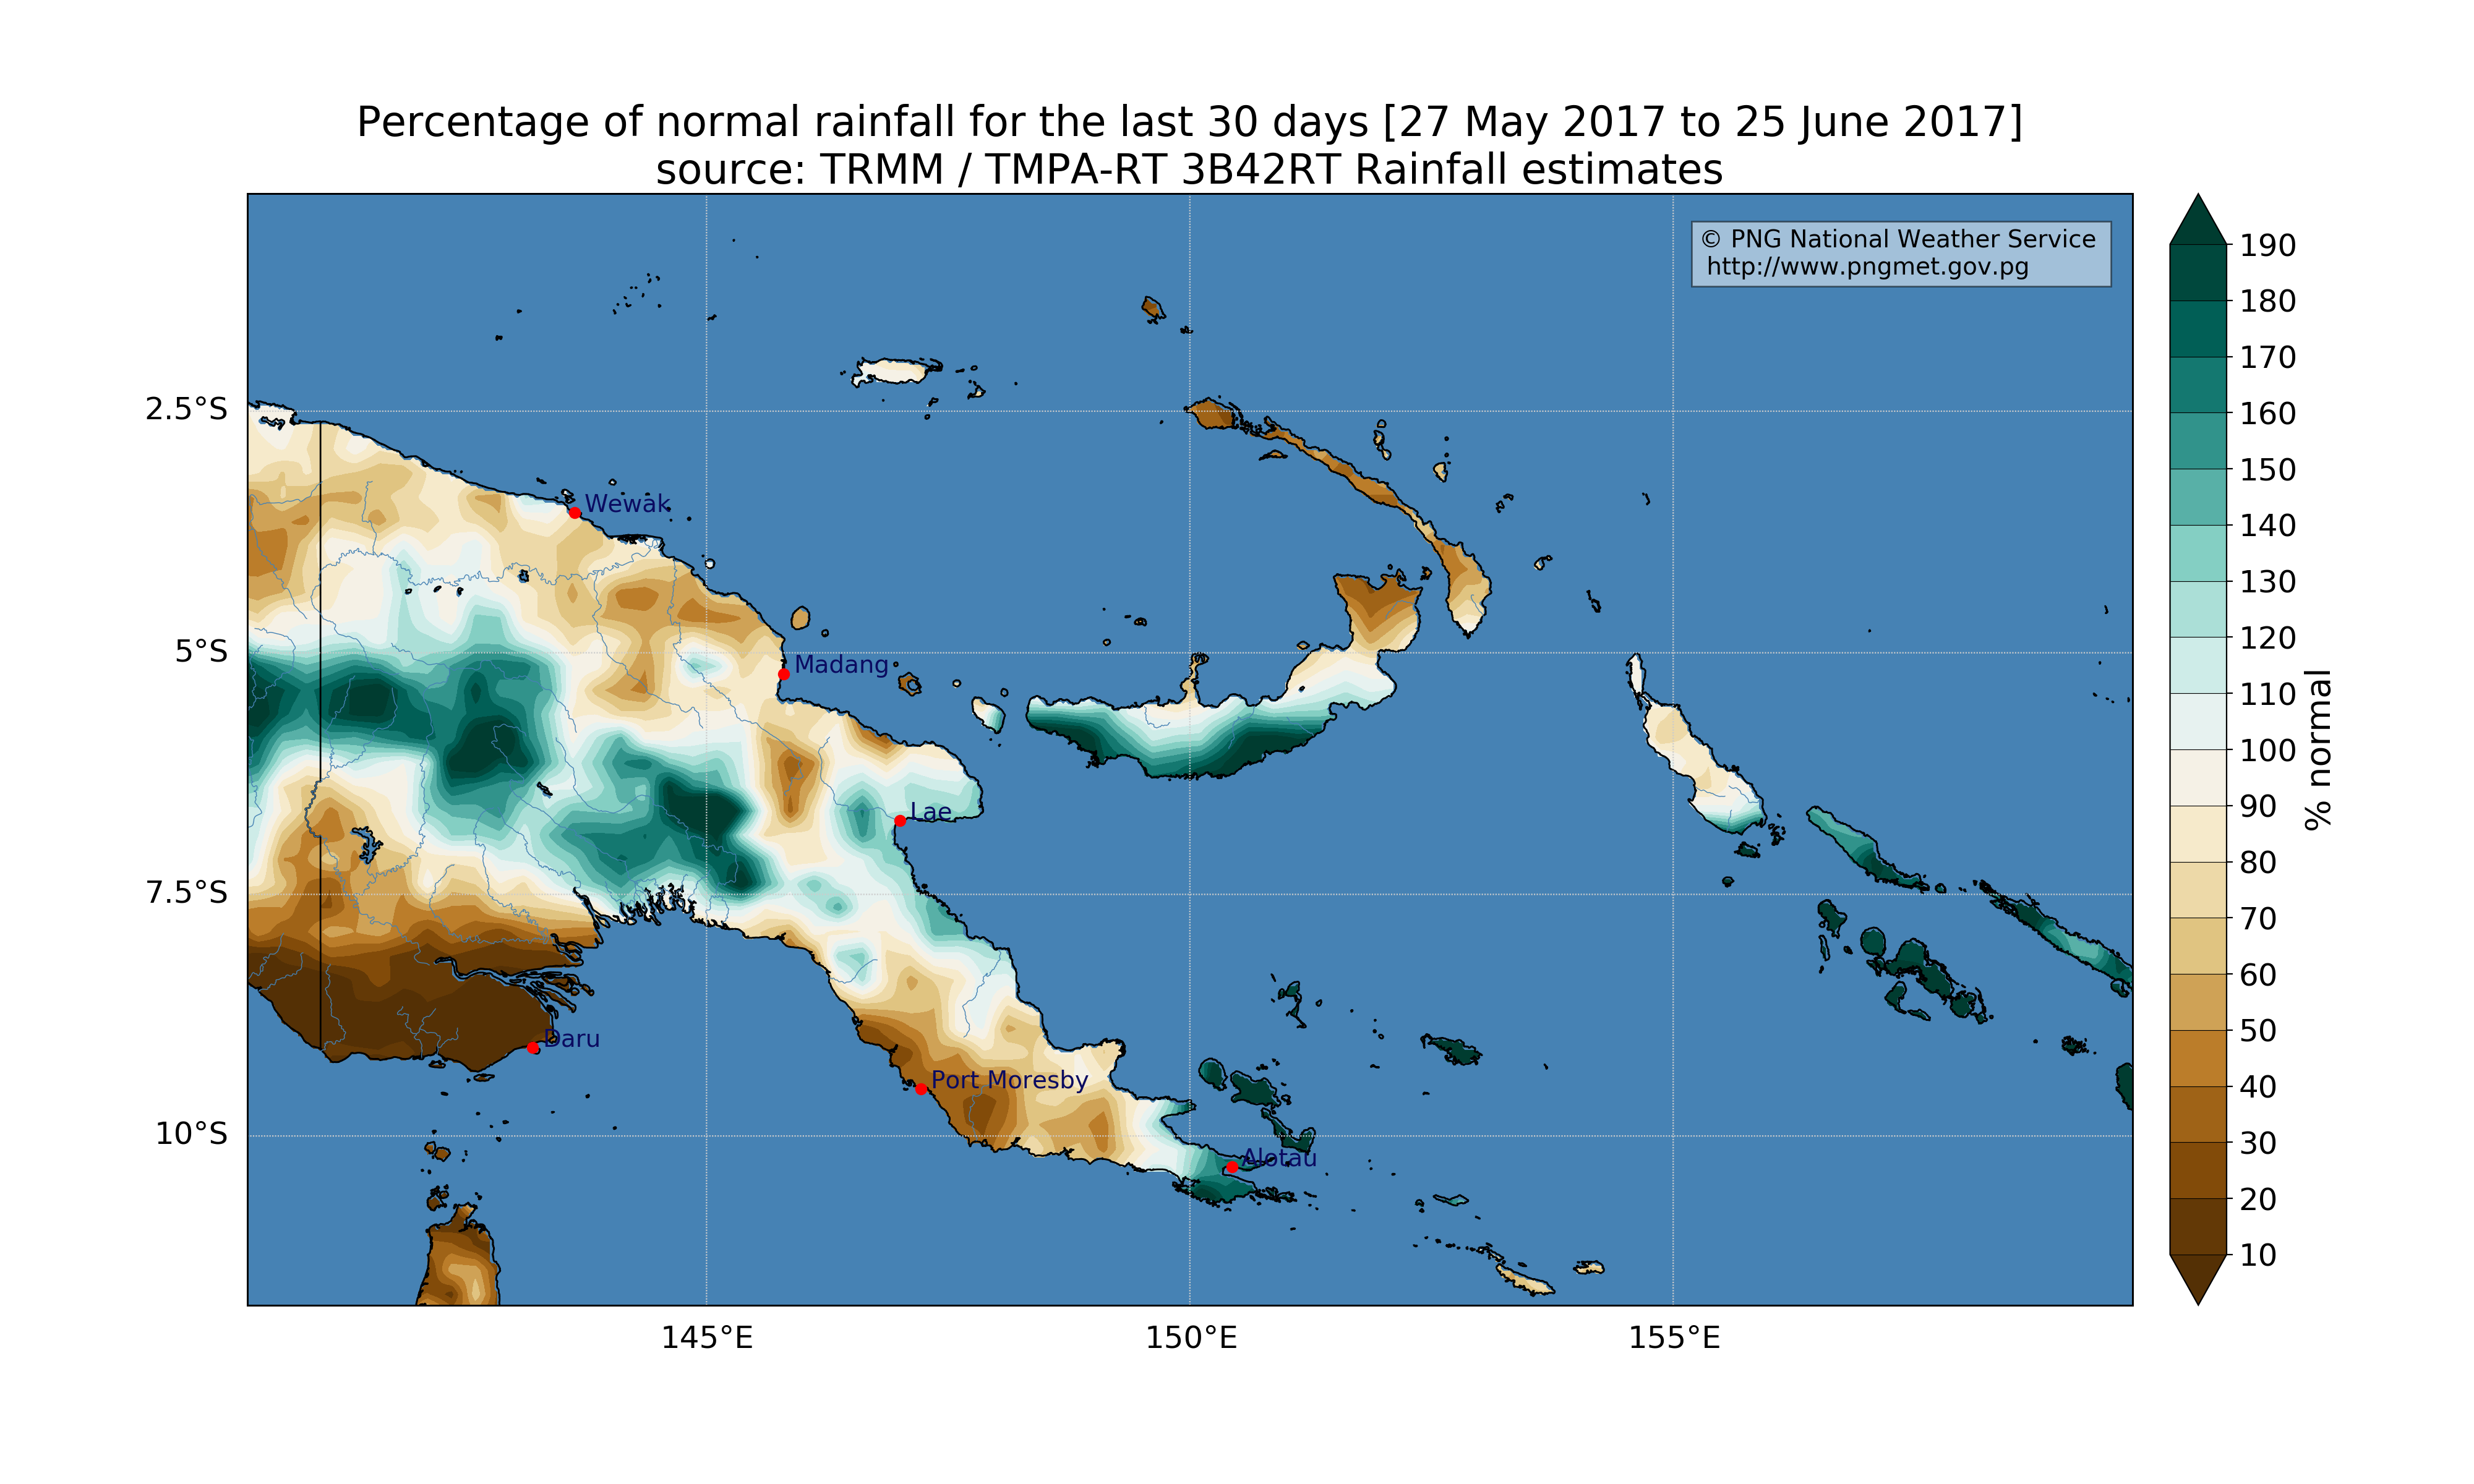 Percentage of normal rainfall for the last 30 days [27 May 2017 to 25 June 2017]
source: TRMM / TMPA-RT 3B42RT Rainfall estimates
© PNG National Weather Service
http://www.pngmet.gov.pg
2.5°S
5°S
7.5°S
10°S
145°E
150°E
155°E
Wewak
Madang
Lae
Daru
Port Moresby
Alotau
190
180
170
160
150
140
130
120
110
100
90
80
70
60
50
40
30
20
10
% normal